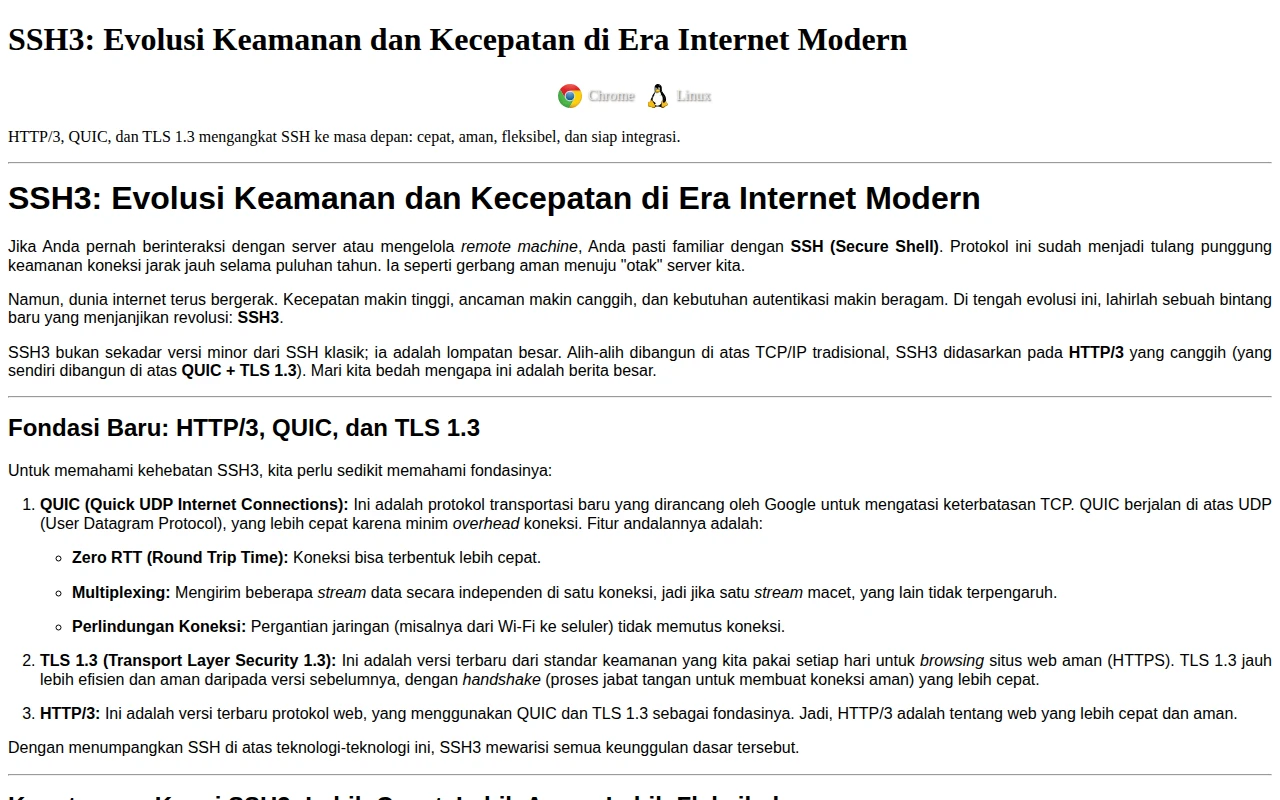 SSH3: Evolusi Keamanan dan Kecepatan di Era Internet Modern
Chrome Linux
HTTP/3, QUIC, dan TLS 1.3 mengangkat SSH ke masa depan: cepat, aman, fleksibel, dan siap integrasi.
SSH3: Evolusi Keamanan dan Kecepatan di Era Internet Modern
Jika Anda pernah berinteraksi dengan server atau mengelola remote machine, Anda pasti familiar dengan SSH (Secure Shell). Protokol ini sudah menjadi tulang punggung
keamanan koneksi jarak jauh selama puluhan tahun. Ia seperti gerbang aman menuju "otak" server kita.
Namun, dunia internet terus bergerak. Kecepatan makin tinggi, ancaman makin canggih, dan kebutuhan autentikasi makin beragam. Di tengah evolusi ini, lahirlah sebuah bintang
baru yang menjanjikan revolusi: SSH3.
SSH3 bukan sekadar versi minor dari SSH klasik; ia adalah lompatan besar. Alih-alih dibangun di atas TCP/IP tradisional, SSH3 didasarkan pada HTTP/3 yang canggih (yang
sendiri dibangun di atas QUIC + TLS 1.3). Mari kita bedah mengapa ini adalah berita besar.
Fondasi Baru: HTTP/3, QUIC, dan TLS 1.3
Untuk memahami kehebatan SSH3, kita perlu sedikit memahami fondasinya:
1. QUIC (Quick UDP Internet Connections): Ini adalah protokol transportasi baru yang dirancang oleh Google untuk mengatasi keterbatasan TCP. QUIC berjalan di atas UDP
(User Datagram Protocol), yang lebih cepat karena minim overhead koneksi. Fitur andalannya adalah:
Zero RTT (Round Trip Time): Koneksi bisa terbentuk lebih cepat.
Multiplexing: Mengirim beberapa stream data secara independen di satu koneksi, jadi jika satu stream macet, yang lain tidak terpengaruh.
Perlindungan Koneksi: Pergantian jaringan (misalnya dari Wi-Fi ke seluler) tidak memutus koneksi.
2. TLS 1.3 (Transport Layer Security 1.3): Ini adalah versi terbaru dari standar keamanan yang kita pakai setiap hari untuk browsing situs web aman (HTTPS). TLS 1.3 jauh
lebih efisien dan aman daripada versi sebelumnya, dengan handshake (proses jabat tangan untuk membuat koneksi aman) yang lebih cepat.
3. HTTP/3: Ini adalah versi terbaru protokol web, yang menggunakan QUIC dan TLS 1.3 sebagai fondasinya. Jadi, HTTP/3 adalah tentang web yang lebih cepat dan aman.
Dengan menumpangkan SSH di atas teknologi-teknologi ini, SSH3 mewarisi semua keunggulan dasar tersebut.